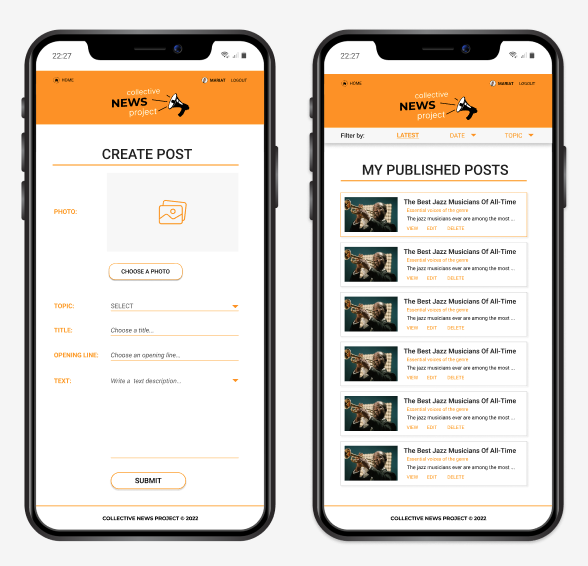 22:27
HOME
MARIAT LOGOUT
collective
NEWS
project
CREATE POST
PHOTO:
CHOOSE A PHOTO
TOPIC: SELECT
TITLE: Choose a title...
OPENING LINE: Choose an opening line...
TEXT: Write a text description...
SUBMIT
COLLECTIVE NEWS PROJECT © 2022
22:27
HOME
MARIAT LOGOUT
collective
NEWS
project
Filter by: LATEST DATE TOPIC
MY PUBLISHED POSTS
The Best Jazz Musicians Of All-Time
Essential voices of the genre
The jazz musicians ever are among the most ...
VIEW EDIT DELETE
The Best Jazz Musicians Of All-Time
Essential voices of the genre
The jazz musicians ever are among the most ...
VIEW EDIT DELETE
The Best Jazz Musicians Of All-Time
Essential voices of the genre
The jazz musicians ever are among the most ...
VIEW EDIT DELETE
The Best Jazz Musicians Of All-Time
Essential voices of the genre
The jazz musicians ever are among the most ...
VIEW EDIT DELETE
The Best Jazz Musicians Of All-Time
Essential voices of the genre
The jazz musicians ever are among the most ...
VIEW EDIT DELETE
The Best Jazz Musicians Of All-Time
Essential voices of the genre
The jazz musicians ever are among the most ...
VIEW EDIT DELETE
COLLECTIVE NEWS PROJECT © 2022